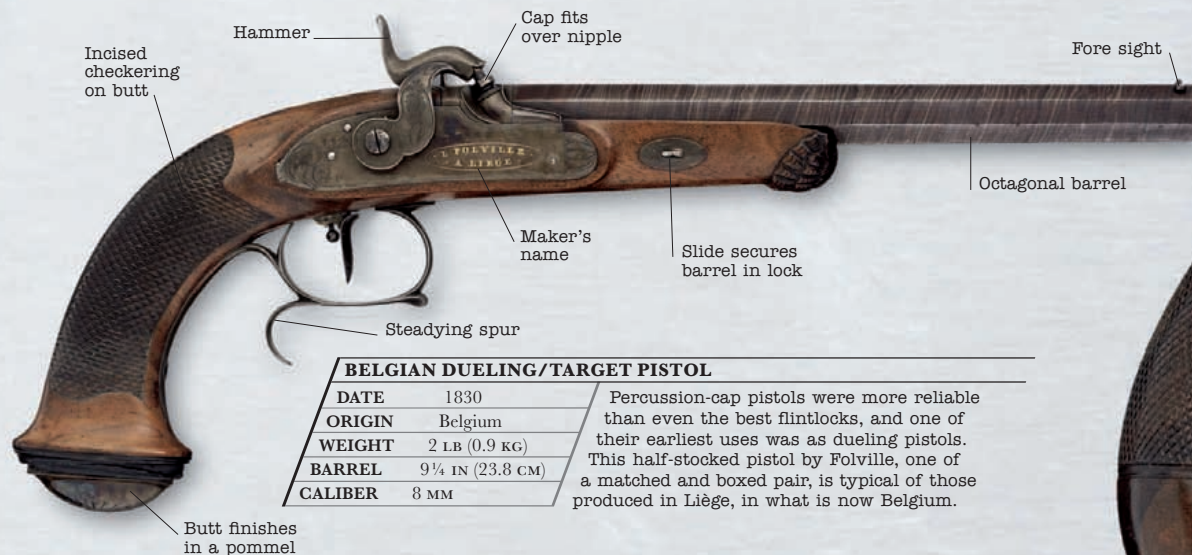 Hammer
Cap fits
over nipple
Fore sight
Incised
checkering
on butt
L FOLVILLE
A LIEGE
Octagonal barrel
Maker's
name
Slide secures
barrel in lock
Steadying spur
BELGIAN DUELING/TARGET PISTOL
DATE 1830
ORIGIN Belgium
WEIGHT 2 LB (0.9 KG)
BARREL 9¼ IN (23.8 CM)
CALIBER 8 MM
Percussion-cap pistols were more reliable
than even the best flintlocks, and one of
their earliest uses was as dueling pistols.
This half-stocked pistol by Folville, one of
a matched and boxed pair, is typical of those
produced in Liège, in what is now Belgium.
Butt finishes
in a pommel